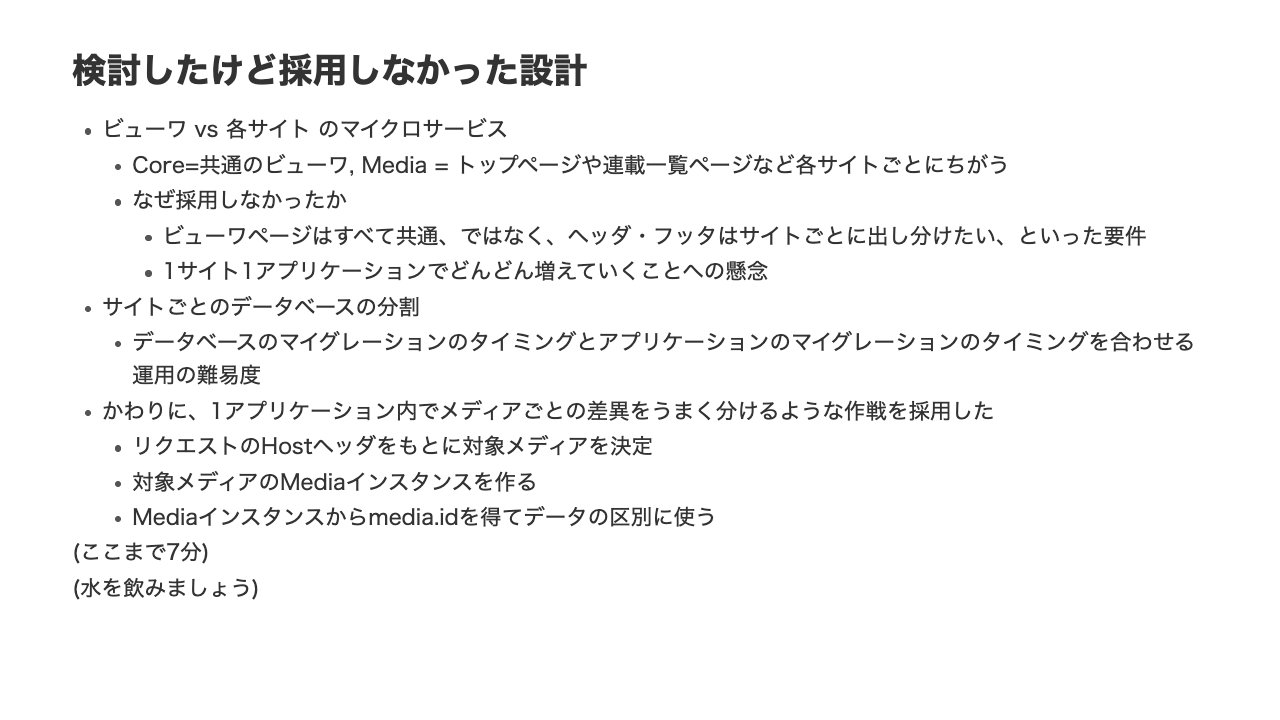 検討したけど採用しなかった設計
• ビューワ vs 各サイト のマイクロサービス
• Core=共通のビューワ, Media = トップページや連載一覧ページなど各サイトごとにちがう
• なぜ採用しなかったか
• ビューワページはすべて共通、ではなく、ヘッダ・フッタはサイトごとに出し分けたい、といった要件
• 1サイト1アプリケーションでどんどん増えていくことへの懸念
• サイトごとのデータベースの分割
• データベースのマイグレーションのタイミングとアプリケーションのマイグレーションのタイミングを合わせる
運用の難易度
• かわりに、1アプリケーション内でメディアごとの差異をうまく分けるような作戦を採用した
• リクエストのHostヘッダをもとに対象メディアを決定
• 対象メディアのMediaインスタンスを作る
• Mediaインスタンスからmedia.idを得てデータの区別に使う
(ここまで7分)
(水を飲みましょう)